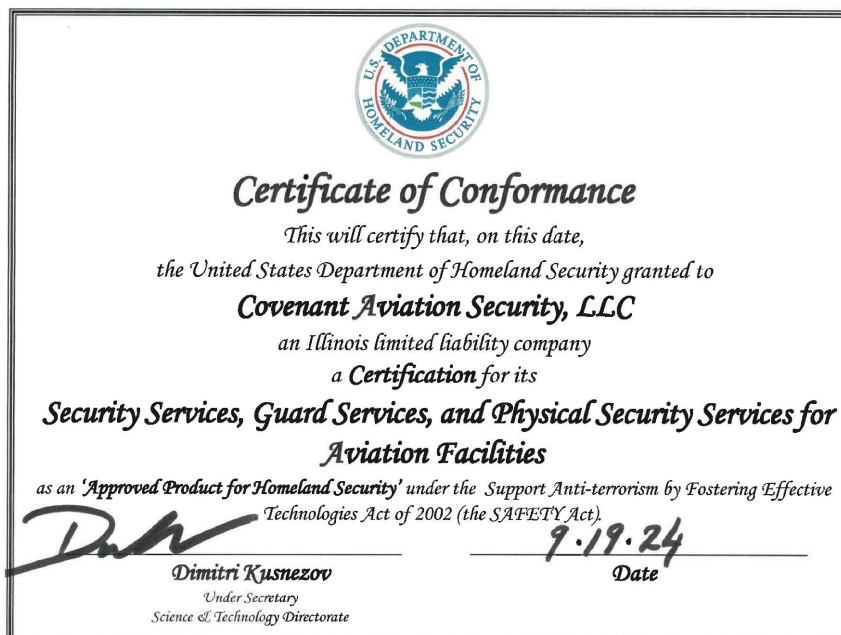 U.S. DEPARTMENT OF
HOMELAND SECURITY
Certificate of Conformance
This will certify that, on this date,
the United States Department of Homeland Security granted to
Covenant Aviation Security, LLC
an Illinois limited liability company
a Certification for its
Security Services, Guard Services, and Physical Security Services for
Aviation Facilities
as an 'Approved Product for Homeland Security' under the Support Anti-terrorism by Fostering Effective
Technologies Act of 2002 (the SAFETY Act).
9.19.24
Dimitri Kusnezov
Date
Under Secretary
Science & Technology Directorate